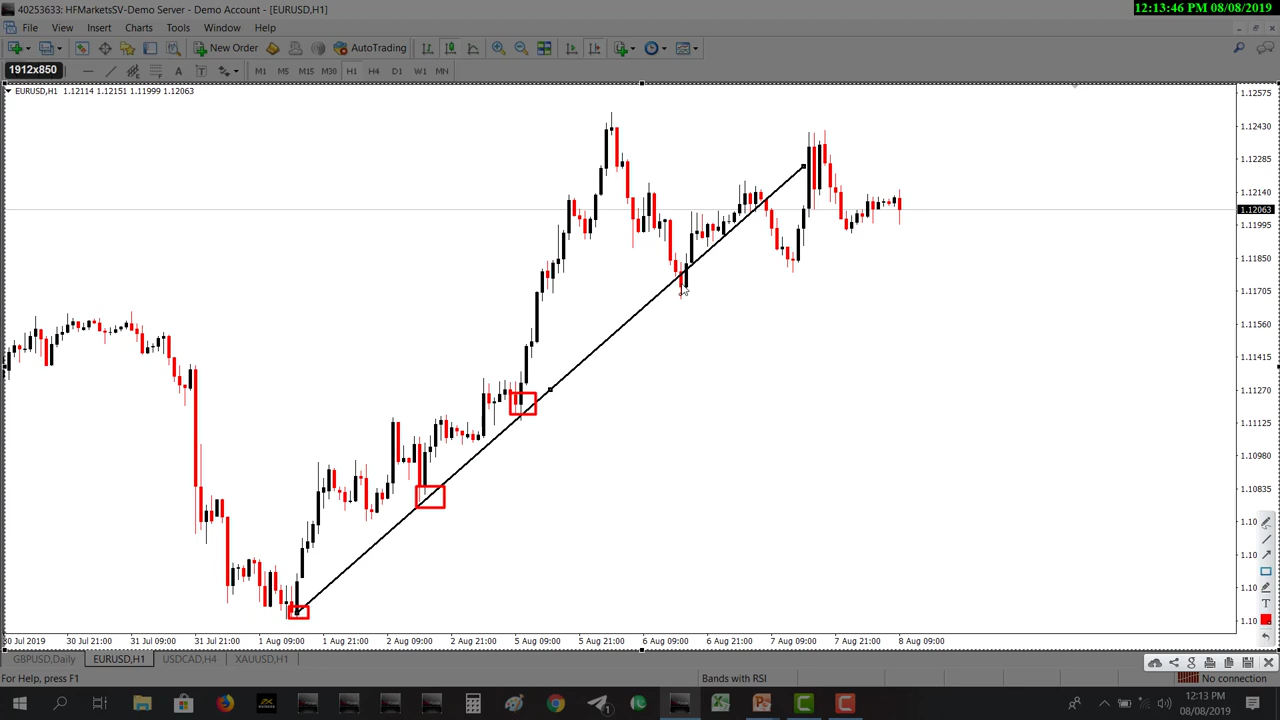 40253633: HFMarketsSV-Demo Server - Demo Account - [EURUSD,H1]
12:13:46 PM 08/08/2019
File View Insert Charts Tools Window Help
New Order AutoTrading
1912x850 A T M1 M5 M15 M30 H1 H4 D1 W1 MN
EURUSD,H1 1.12114 1.12151 1.11999 1.12063
1.12575
1.12430
1.12285
1.12140
1.12063
1.11995
1.11850
1.11705
1.11560
1.11415
1.11270
1.11125
1.10980
1.10835
1.10
1.10
1.10
1.10
T
30 Jul 2019 30 Jul 21:00 31 Jul 09:00 31 Jul 21:00 1 Aug 09:00 1 Aug 21:00 2 Aug 09:00 2 Aug 21:00 5 Aug 09:00 5 Aug 21:00 6 Aug 09:00 6 Aug 21:00 7 Aug 09:00 7 Aug 21:00 8 Aug 09:00
GBPUSD,Daily EURUSD,H1 USDCAD,H4 XAUUSD,H1
For Help, press F1 Bands with RSI No connection
12:13 PM
08/08/2019